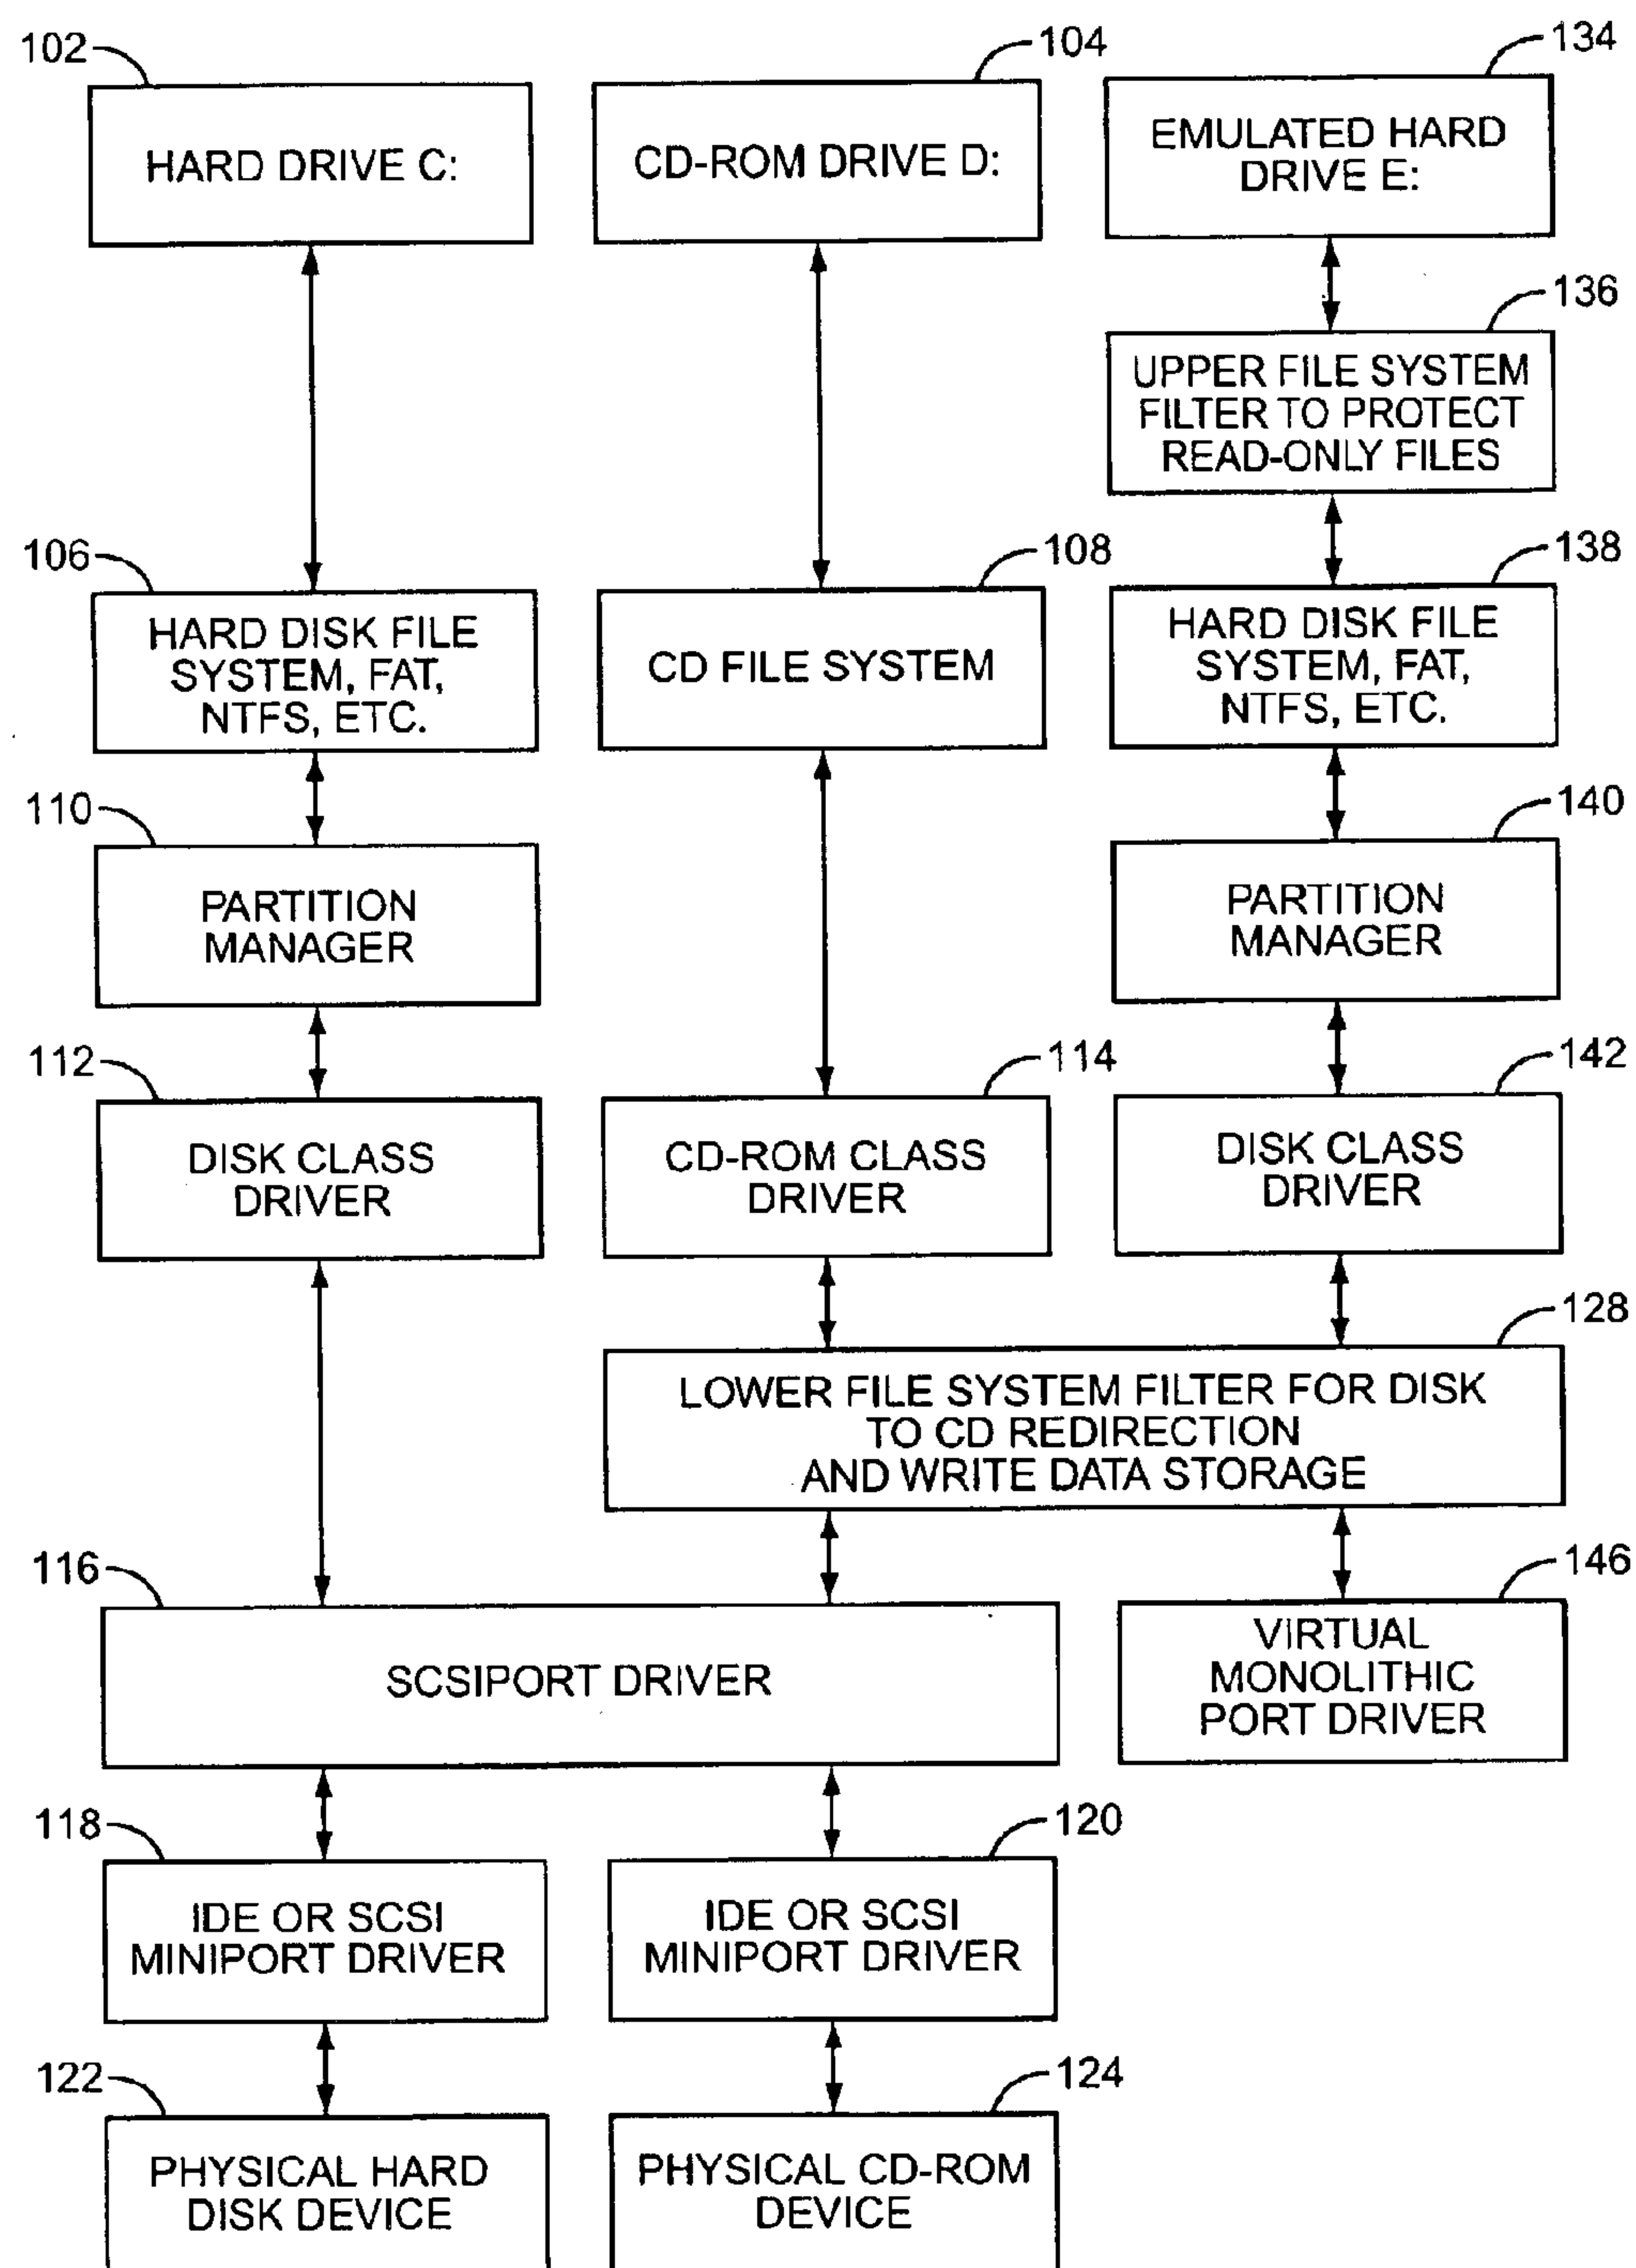 102
104
134
HARD DRIVE C:
CD-ROM DRIVE D:
EMULATED HARD
DRIVE E:
136
UPPER FILE SYSTEM
FILTER TO PROTECT
READ-ONLY FILES
106
108
138
HARD DISK FILE
SYSTEM, FAT,
NTFS, ETC.
CD FILE SYSTEM
HARD DISK FILE
SYSTEM, FAT,
NTFS, ETC.
110
140
PARTITION
MANAGER
PARTITION
MANAGER
112
114
142
DISK CLASS
DRIVER
CD-ROM CLASS
DRIVER
DISK CLASS
DRIVER
128
LOWER FILE SYSTEM FILTER FOR DISK
TO CD REDIRECTION
AND WRITE DATA STORAGE
116
146
SCSIPORT DRIVER
VIRTUAL
MONOLITHIC
PORT DRIVER
118
120
IDE OR SCSI
MINIPORT DRIVER
IDE OR SCSI
MINIPORT DRIVER
122
124
PHYSICAL HARD
DISK DEVICE
PHYSICAL CD-ROM
DEVICE